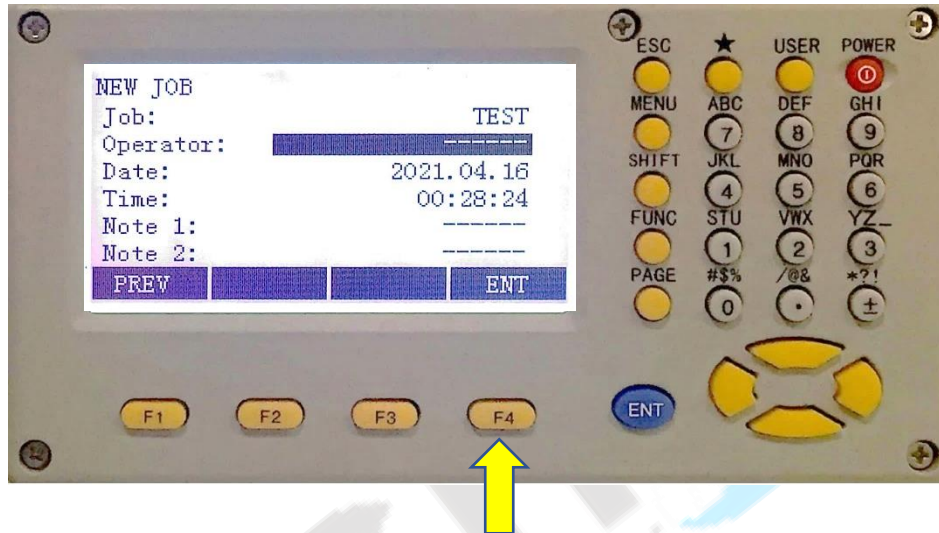 NEW JOB
Job: TEST
Operator: ------
Date: 2021.04.16
Time: 00:28:24
Note 1: ------
Note 2: ------
PREV ENT
ESC ★ USER POWER
MENU ABC DEF GHI
7 8 9
SHIFT JKL MNO PQR
4 5 6
FUNC STU VWX YZ_
1 2 3
PAGE #$% /@& *?!
0 • ±
F1 F2 F3 F4 ENT